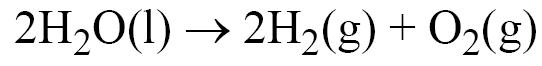 2H₂O(l) → 2H₂(g) + O₂(g)